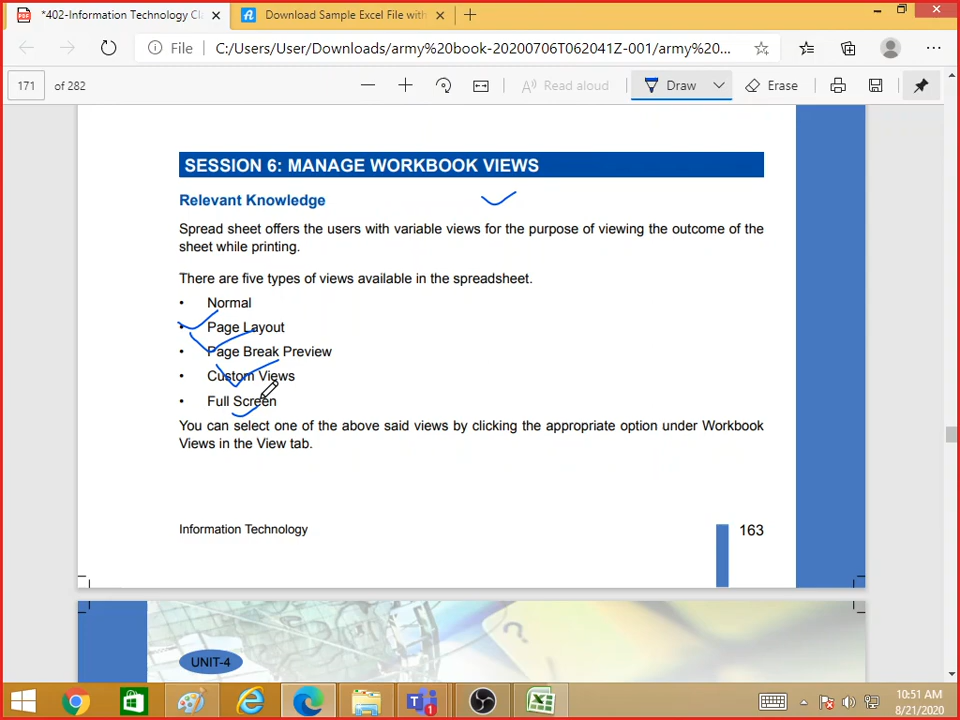 *402-Information Technology Cl
Download Sample Excel File with
File
C:/Users/User/Downloads/army%20book-20200706T062041Z-001/army%20...
171 of 282
Read aloud
Draw
Erase
SESSION 6: MANAGE WORKBOOK VIEWS
Relevant Knowledge
Spread sheet offers the users with variable views for the purpose of viewing the outcome of the
sheet while printing.
There are five types of views available in the spreadsheet.
• Normal
• Page Layout
• Page Break Preview
• Custom Views
• Full Screen
You can select one of the above said views by clicking the appropriate option under Workbook
Views in the View tab.
Information Technology
163
UNIT-4
10:51 AM
8/21/2020